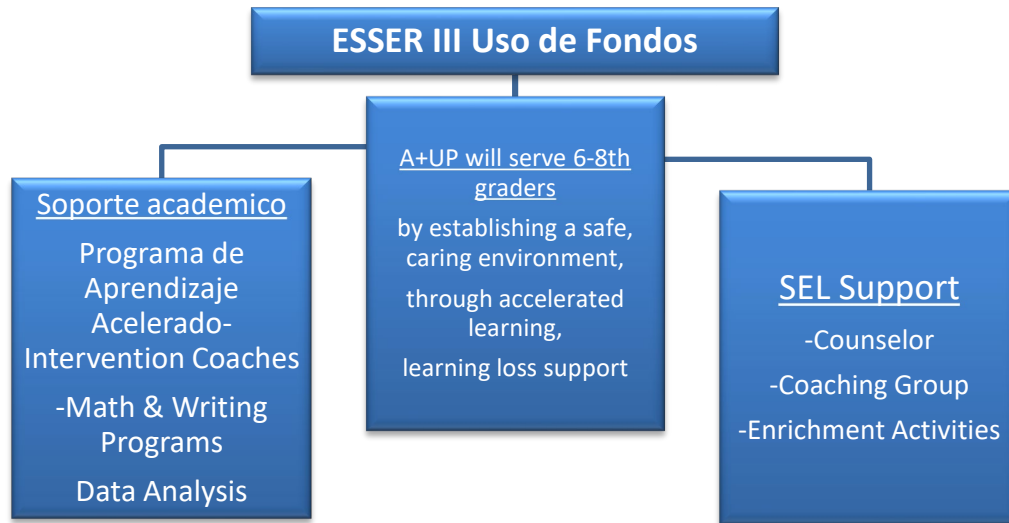 ESSER III Uso de Fondos
Soporte academico
Programa de
Aprendizaje
Acelerado-
Intervention Coaches
-Math & Writing
Programs
Data Analysis
A+UP will serve 6-8th
graders
by establishing a safe,
caring environment,
through accelerated
learning,
learning loss support
SEL Support
-Counselor
-Coaching Group
-Enrichment Activities